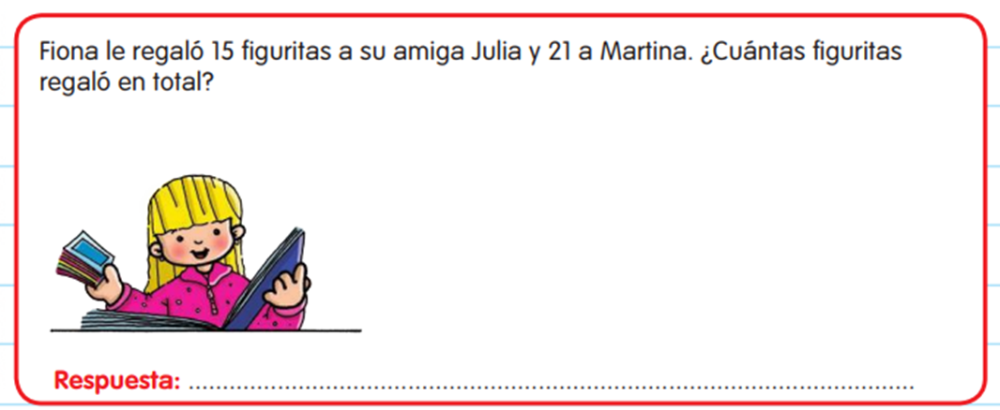 Fiona le regaló 15 figuritas a su amiga Julia y 21 a Martina. ¿Cuántas figuritas
regaló en total?
Respuesta: ........................................................................................................